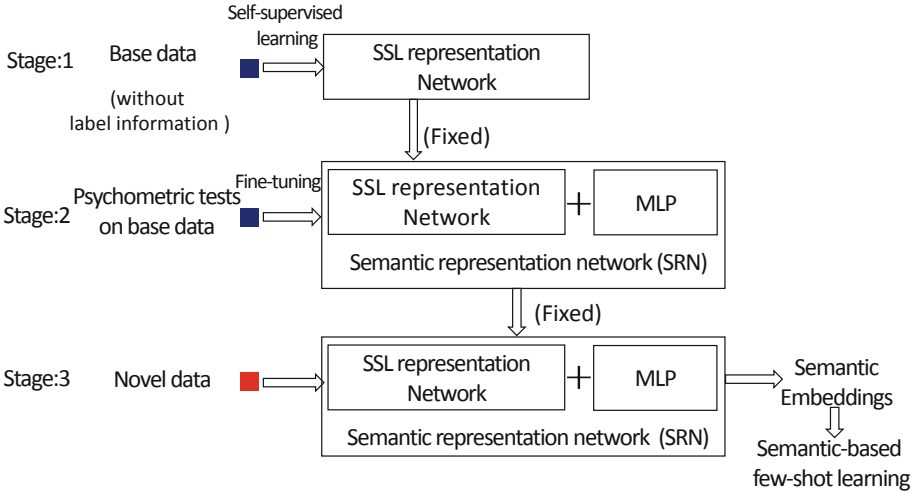 Self-supervised
learning
Stage:1
Base data
(without
label information )
SSL representation
Network
(Fixed)
Stage:2
Psychometric tests
on base data
Fine-tuning
SSL representation
Network
+
MLP
Semantic representation network (SRN)
(Fixed)
Stage:3
Novel data
SSL representation
Network
+
MLP
Semantic representation network (SRN)
Semantic
Embeddings
Semantic-based
few-shot learning